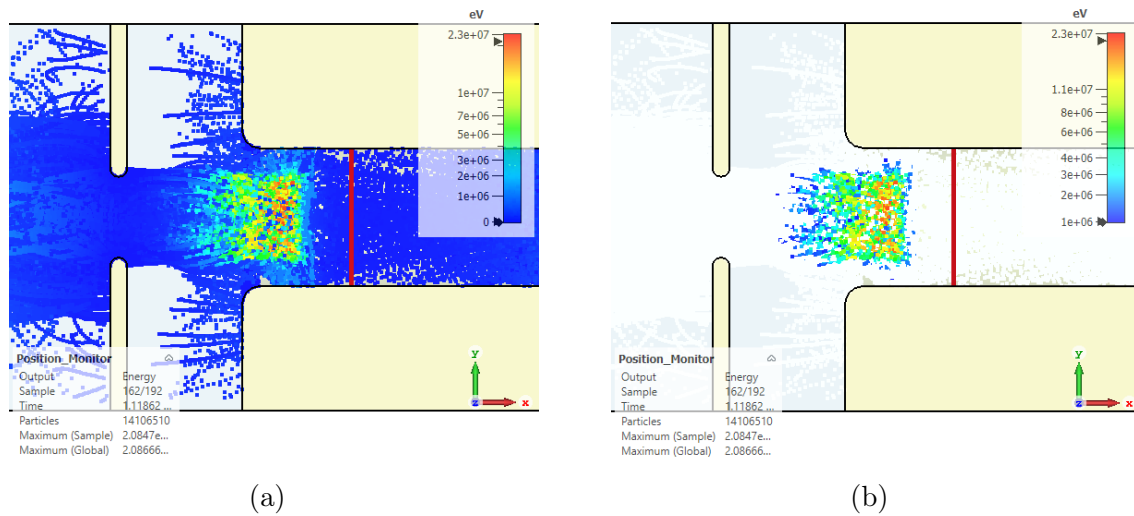 eV
2.3e+07
1e+07
7e+06
5e+06
3e+06
2e+06
1e+06
0
Position_Monitor
Output Energy
Sample 162/192
Time 1.11862 ...
Particles 14106510
Maximum (Sample) 2.0847e...
Maximum (Global) 2.08666...
y
z
x
(a)
eV
2.3e+07
1.1e+07
8e+06
6e+06
4e+06
3e+06
2e+06
1e+06
Position_Monitor
Output Energy
Sample 162/192
Time 1.11862 ...
Particles 14106510
Maximum (Sample) 2.0847e...
Maximum (Global) 2.08666...
y
z
x
(b)